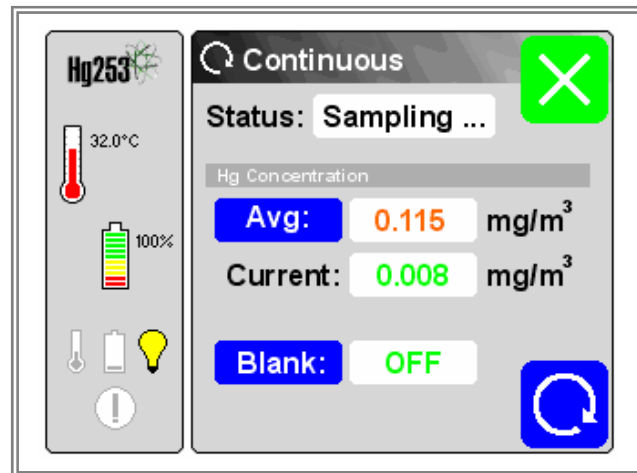 Hg253
32.0°C
100%
!
Continuous
Status: Sampling ...
Hg Concentration
Avg: 0.115 mg/m³
Current: 0.008 mg/m³
Blank: OFF